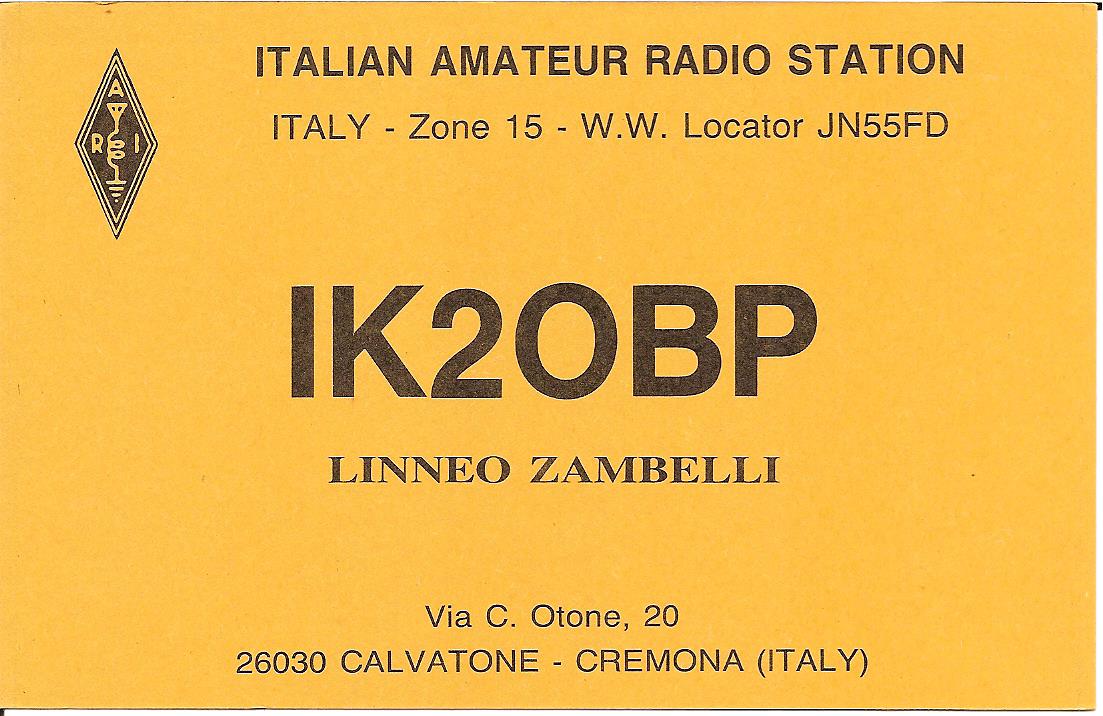 ITALIAN AMATEUR RADIO STATION
ITALY - Zone 15 - W.W. Locator JN55FD
A
R I
IK2OBP
LINNEO ZAMBELLI
Via C. Otone, 20
26030 CALVATONE - CREMONA (ITALY)